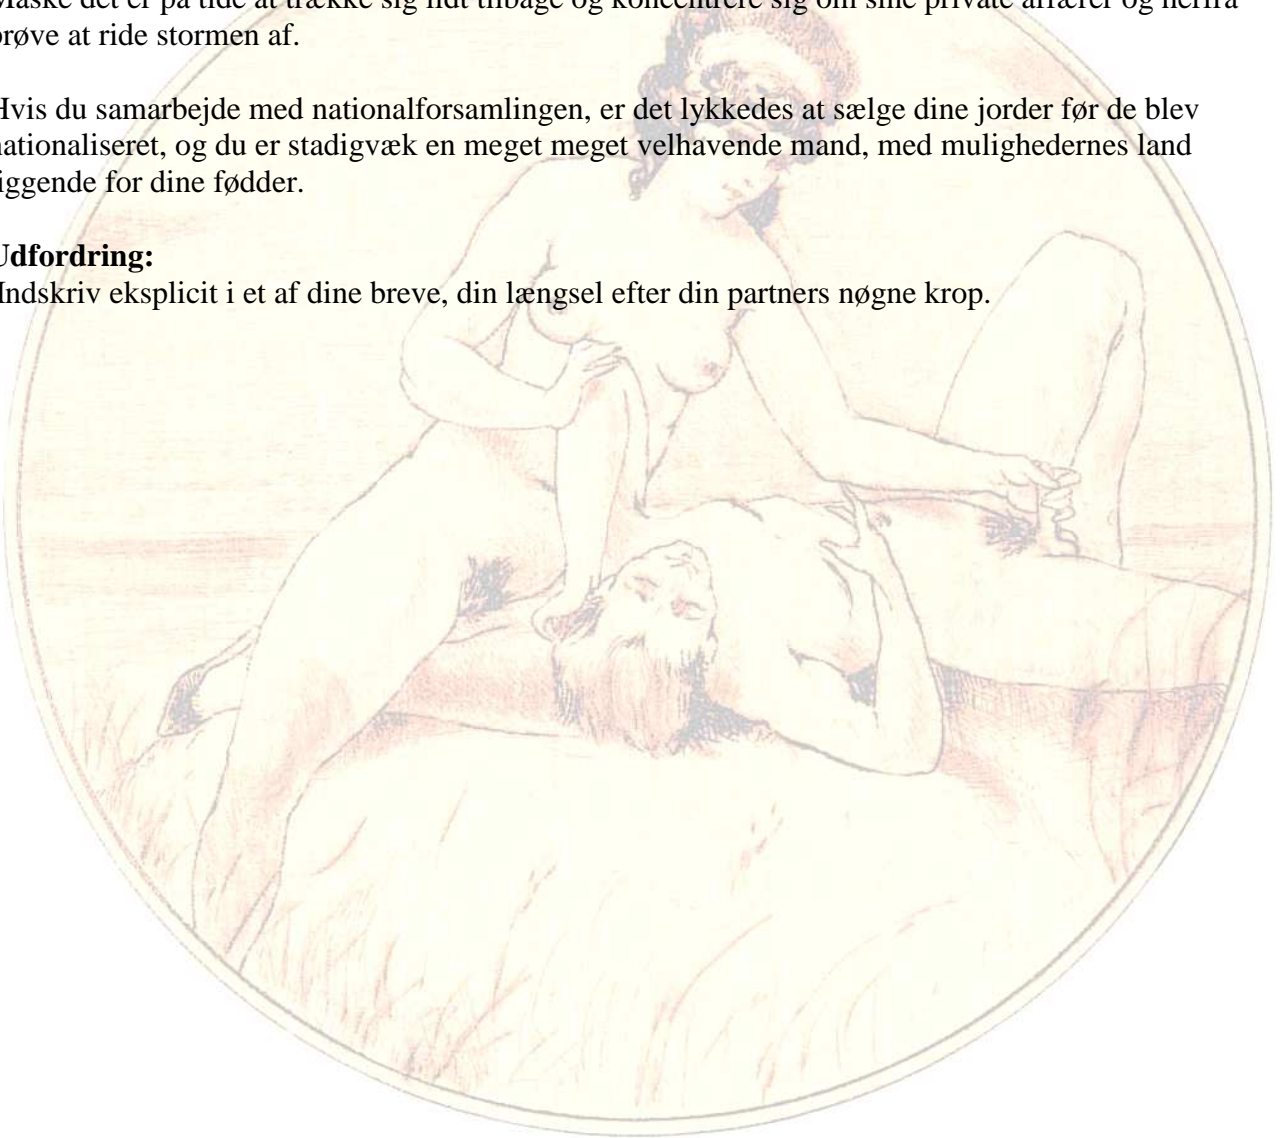 det er på tide at trække sig lidt tilbage og koncentrere sig om sine private affærer og herfra
prøve at ride stormen af.
Hvis du samarbejde med nationalforsamlingen, er det lykkedes at sælge dine jorder før de blev
nationaliseret, og du er stadigvæk en meget meget velhavende mand, med mulighedernes land
liggende for dine fødder.
Udfordring:
Indskriv eksplicit i et af dine breve, din længsel efter din partners nøgne krop.